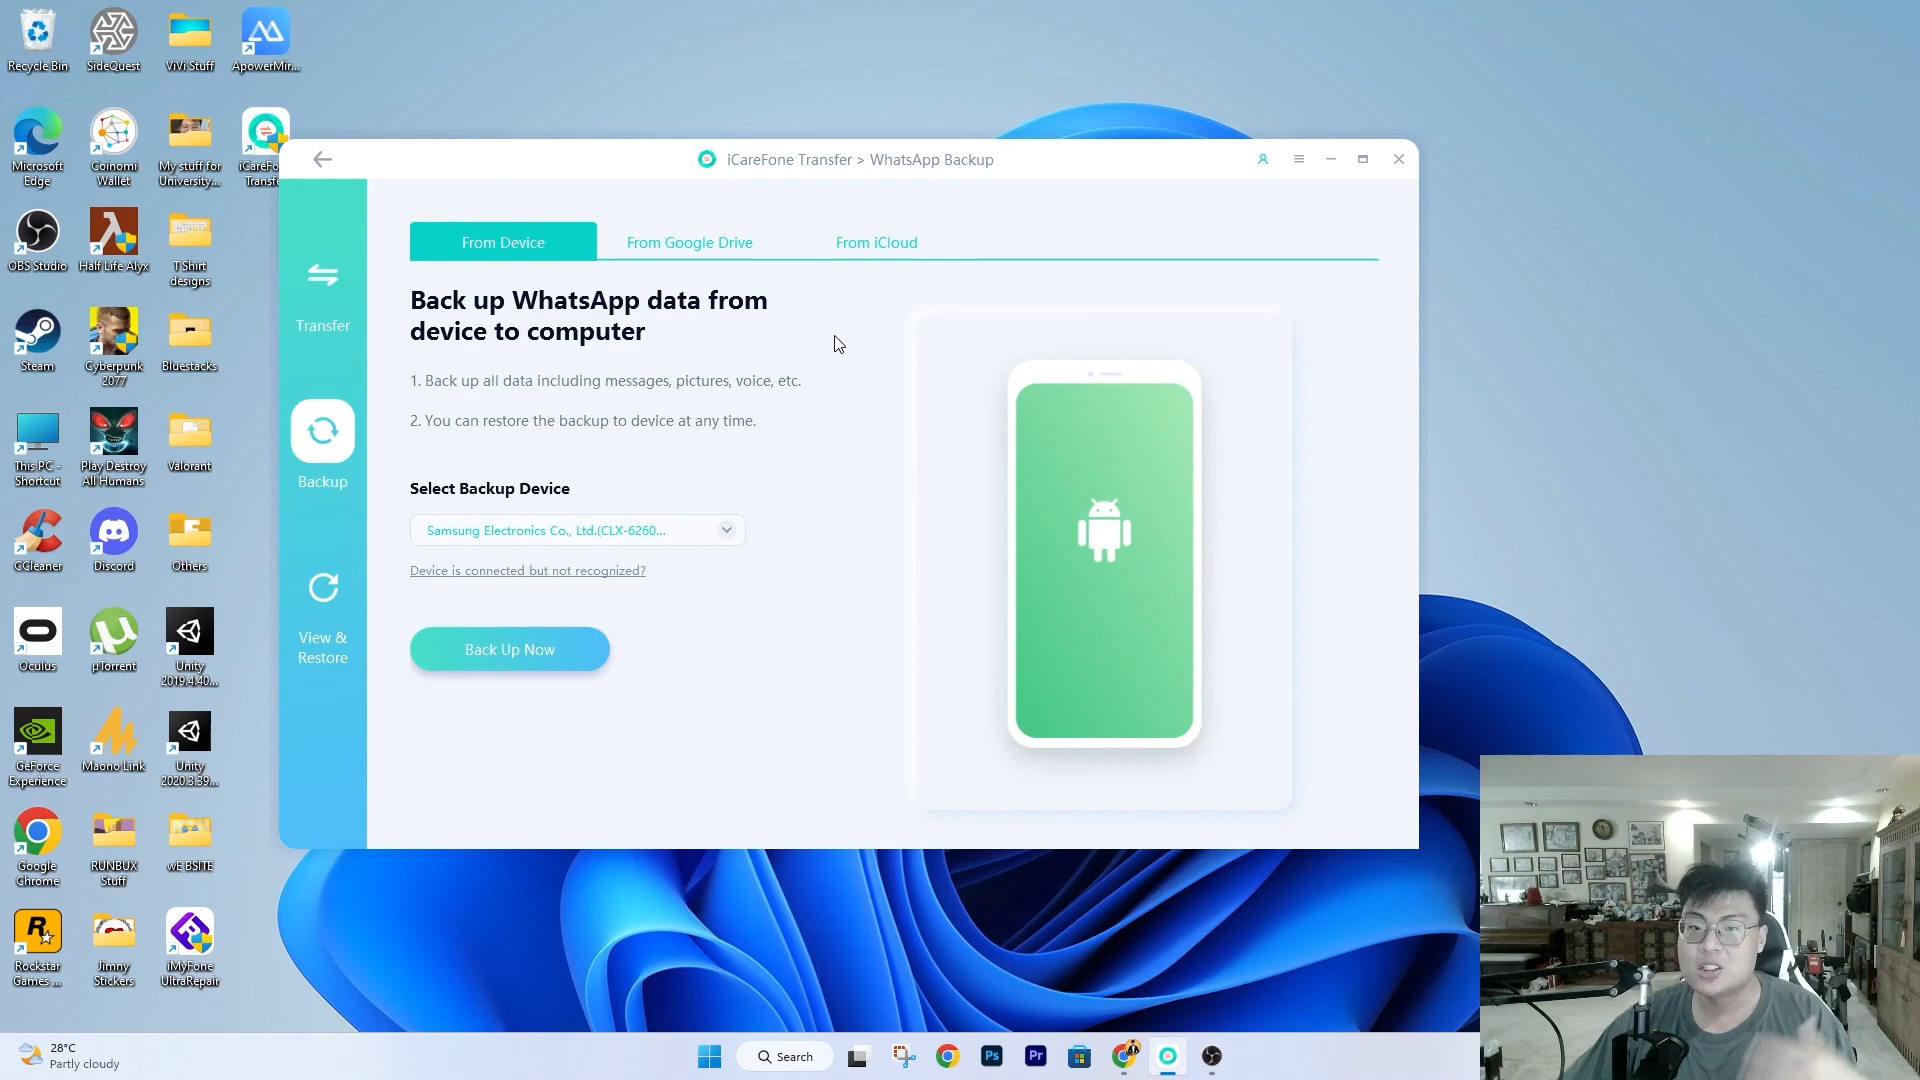 Recycle Bin
SideQuest
ViVi Stuff
ApowerMir...
Microsoft
Edge
Coinomi
Wallet
My stuff for
University...
iCareFo
Transfe
OBS Studio
Half Life Alyx
T Shirt
designs
Steam
Cyberpunk
2077
Bluestacks
This PC -
Shortcut
Play Destroy
All Humans
Valorant
CCleaner
Discord
Others
Oculus
µTorrent
Unity
2019.4.40...
GeForce
Experience
Maono Link
Unity
2020.3.39...
Google
Chrome
RUNBUX
Stuff
wE BSITE
Rockstar
Games ...
Jimny
Stickers
iMyFone
UltraRepair
iCareFone Transfer > WhatsApp Backup
Transfer
Backup
View &
Restore
From Device
From Google Drive
From iCloud
Back up WhatsApp data from
device to computer
1. Back up all data including messages, pictures, voice, etc.
2. You can restore the backup to device at any time.
Select Backup Device
Samsung Electronics Co., Ltd.(CLX-6260...
Device is connected but not recognized?
Back Up Now
28°C
Partly cloudy
Search
Ps
Pr